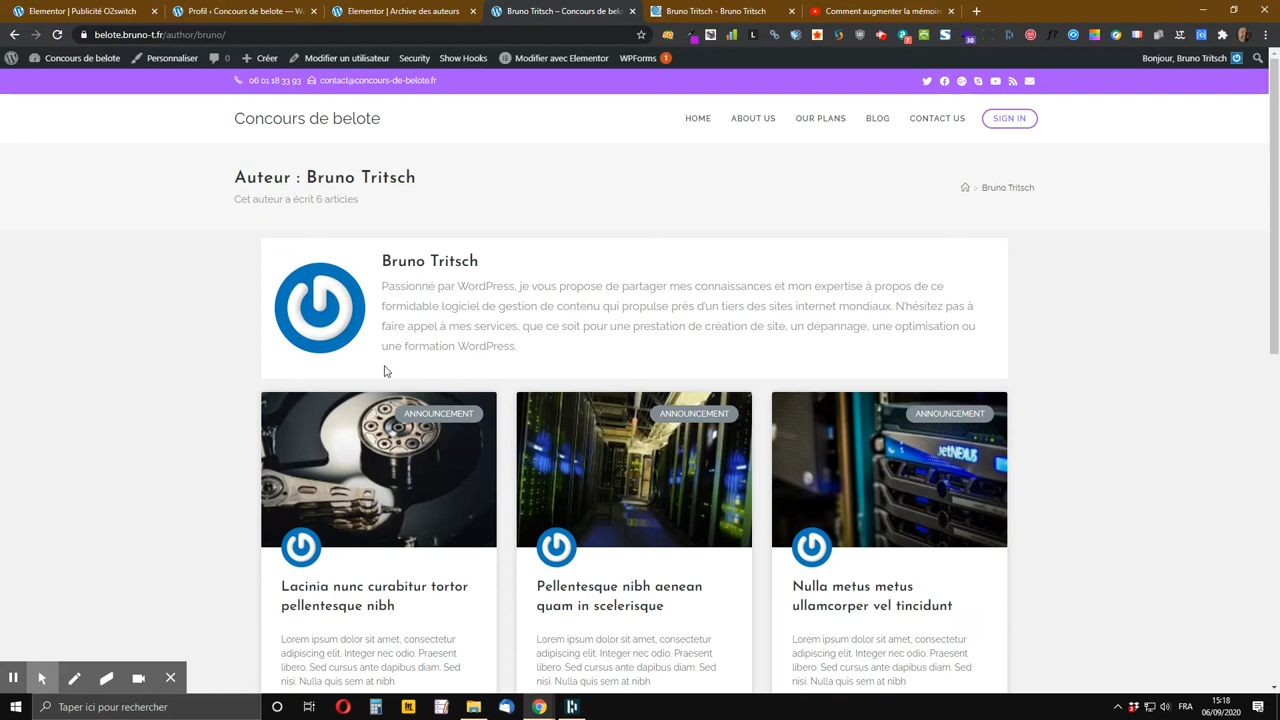 Elementor | Publicité O2switch
Profil ‹ Concours de belote —
Elementor | Archive des auteurs
Bruno Tritsch – Concours de bel
Bruno Tritsch - Bruno Tritsch
Comment augmenter la mémoire
belote.bruno-t.fr/author/bruno/
Concours de belote
Personnaliser
0
Créer
Modifier un utilisateur
Security
Show Hooks
Modifier avec Elementor
WPForms
1
Bonjour, Bruno Tritsch
06 01 18 33 93
contact@concours-de-belote.fr
Concours de belote
HOME
ABOUT US
OUR PLANS
BLOG
CONTACT US
SIGN IN
Auteur : Bruno Tritsch
Cet auteur a écrit 6 articles
> Bruno Tritsch
Bruno Tritsch
Passionné par WordPress, je vous propose de partager mes connaissances et mon expertise à propos de ce
formidable logiciel de gestion de contenu qui propulse près d'un tiers des sites internet mondiaux. N'hésitez pas à
faire appel à mes services, que ce soit pour une prestation de création de site, un dépannage, une optimisation ou
une formation WordPress.
ANNOUNCEMENT
ANNOUNCEMENT
ANNOUNCEMENT
jetNEXUS
Lacinia nunc curabitur tortor
pellentesque nibh
Lorem ipsum dolor sit amet, consectetur
adipiscing elit. Integer nec odio. Praesent
libero. Sed cursus ante dapibus diam. Sed
nisi. Nulla quis sem at nibh
Pellentesque nibh aenean
quam in scelerisque
Lorem ipsum dolor sit amet, consectetur
adipiscing elit. Integer nec odio. Praesent
libero. Sed cursus ante dapibus diam. Sed
nisi. Nulla quis sem at nibh
Nulla metus metus
ullamcorper vel tincidunt
Lorem ipsum dolor sit amet, consectetur
adipiscing elit. Integer nec odio. Praesent
libero. Sed cursus ante dapibus diam. Sed
nisi. Nulla quis sem at nibh
Taper ici pour rechercher
FRA
15:18
06/09/2020